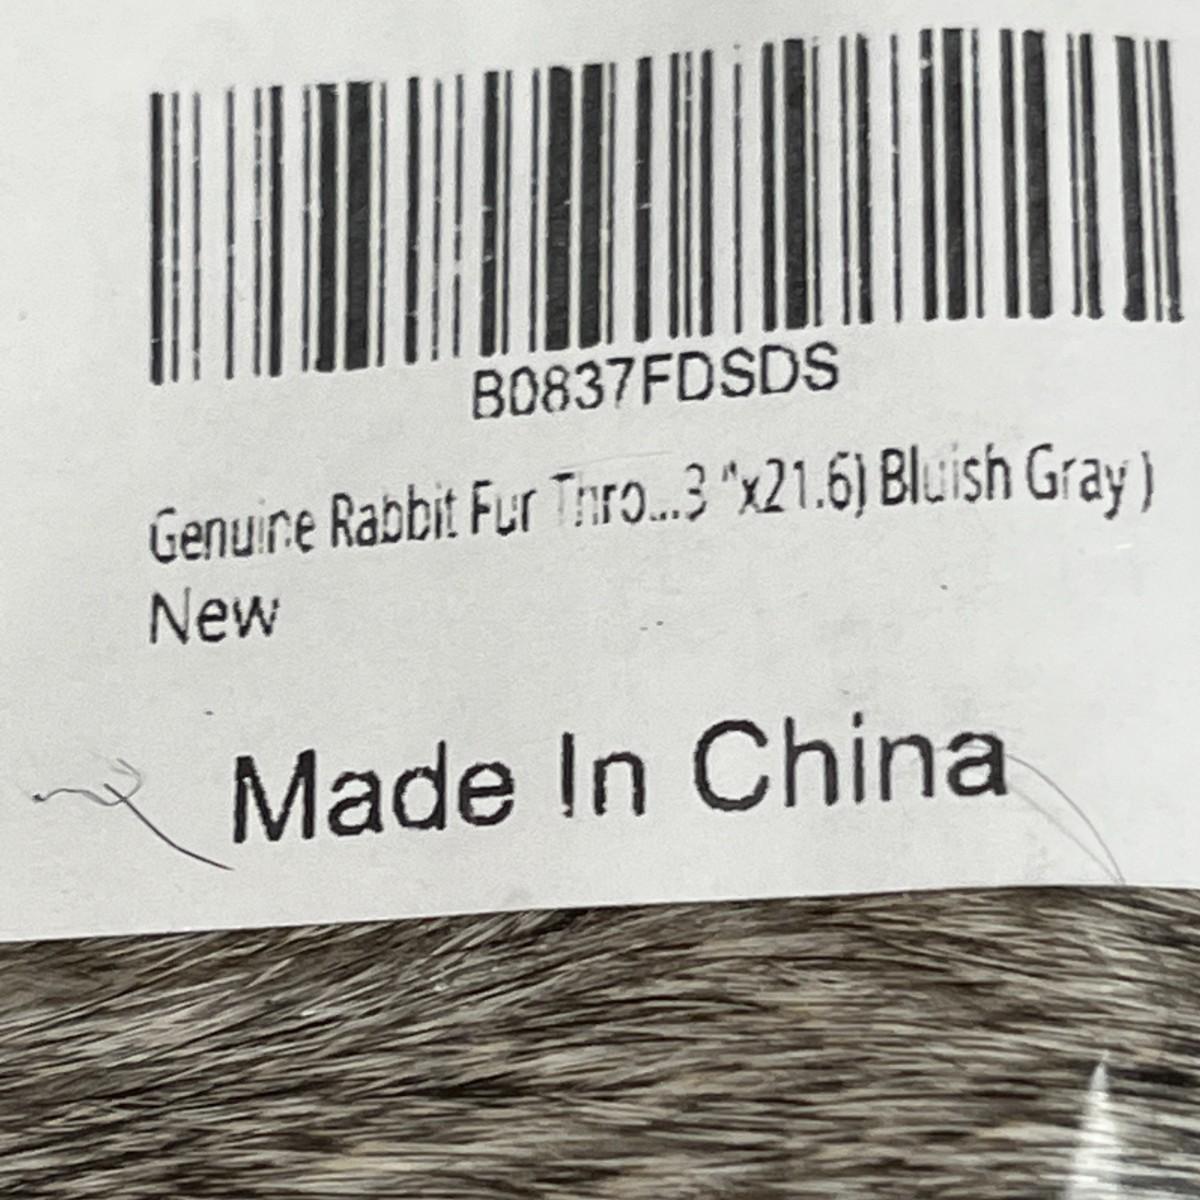 B0837FDSDS
Genuine Rabbit Fur Thro...3 "x21.6) Bluish Gray )
New
Made In China